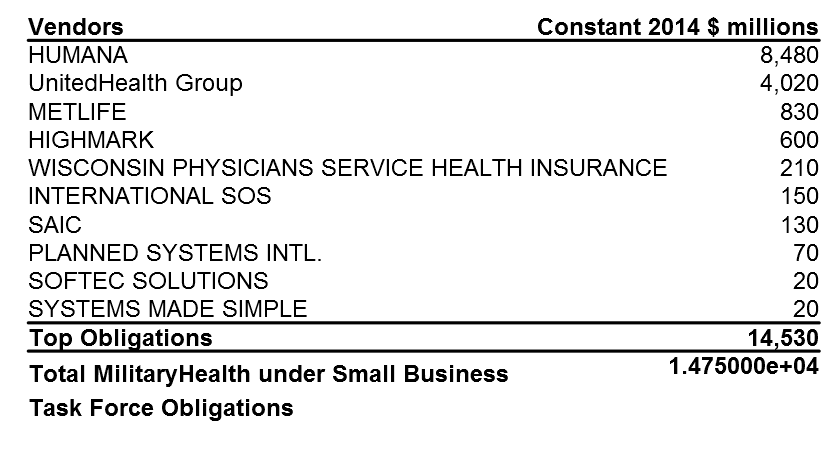 Vendors Constant 2014 $ millions
HUMANA 8,480
UnitedHealth Group 4,020
METLIFE 830
HIGHMARK 600
WISCONSIN PHYSICIANS SERVICE HEALTH INSURANCE 210
INTERNATIONAL SOS 150
SAIC 130
PLANNED SYSTEMS INTL. 70
SOFTEC SOLUTIONS 20
SYSTEMS MADE SIMPLE 20
Top Obligations 14,530
Total MilitaryHealth under Small Business 1.475000e+04
Task Force Obligations